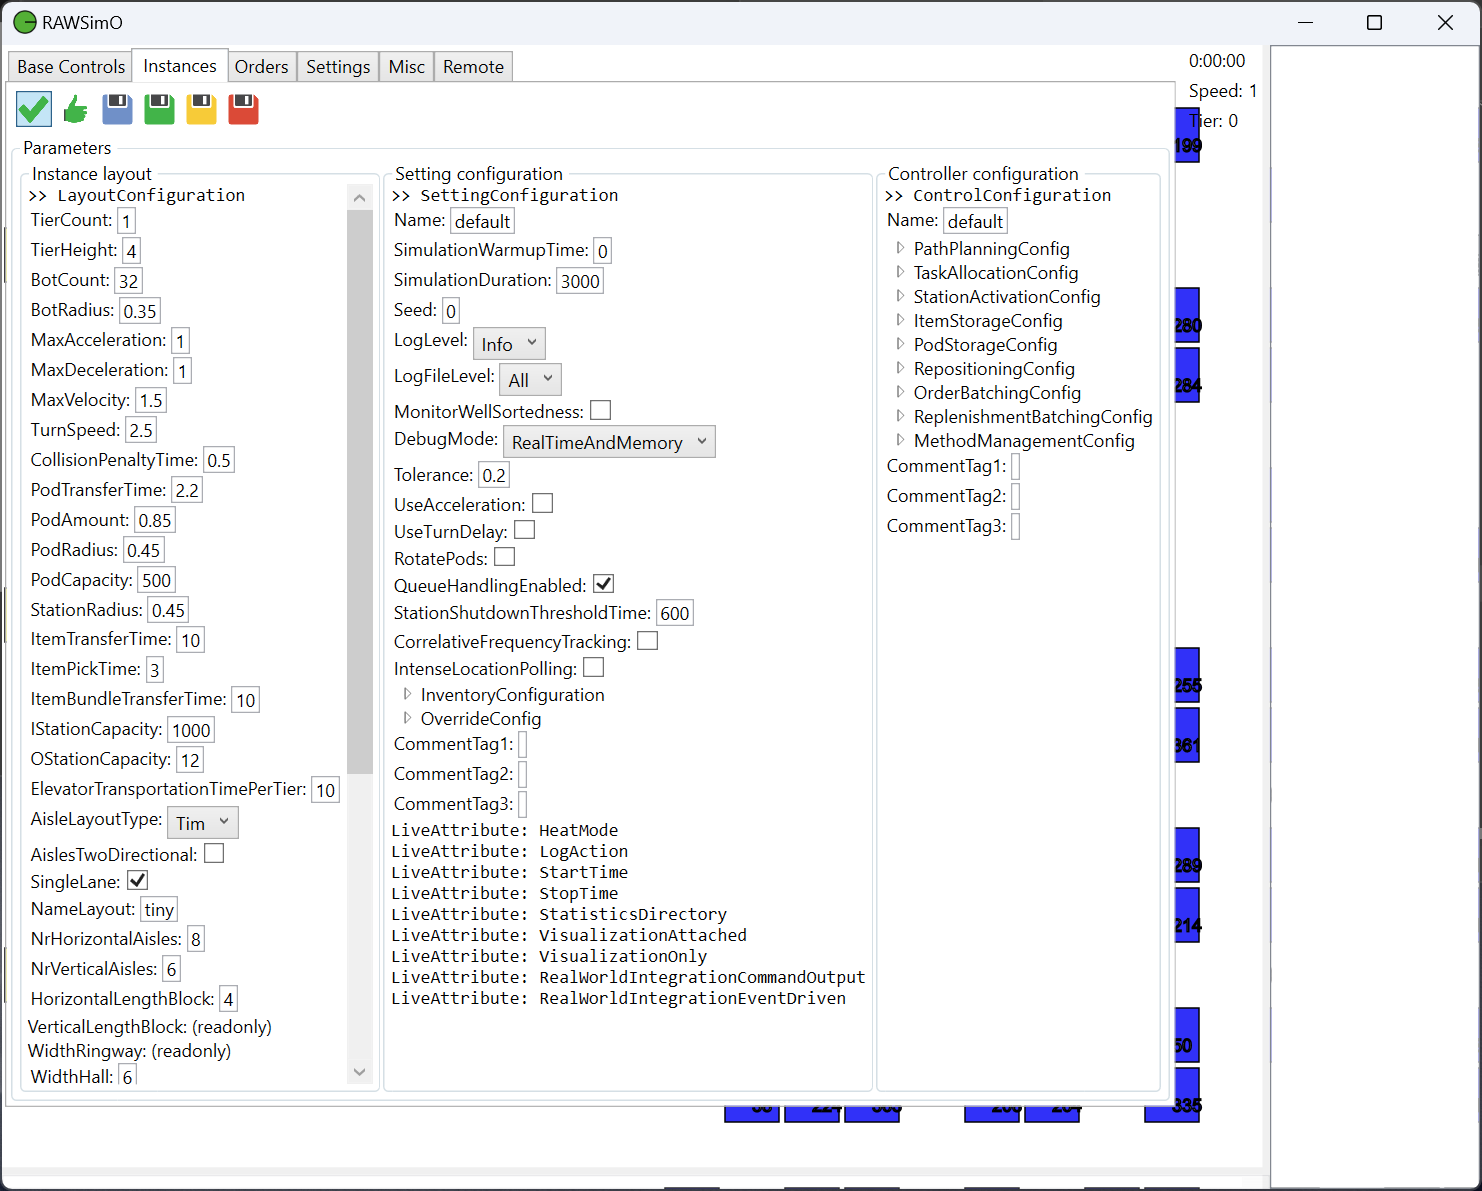 RAWSimO
Base Controls Instances Orders Settings Misc Remote
0:00:00
Speed: 1
Tier: 0
Parameters
Instance layout
>> LayoutConfiguration
TierCount: 1
TierHeight: 4
BotCount: 32
BotRadius: 0.35
MaxAcceleration: 1
MaxDeceleration: 1
MaxVelocity: 1.5
TurnSpeed: 2.5
CollisionPenaltyTime: 0.5
PodTransferTime: 2.2
PodAmount: 0.85
PodRadius: 0.45
PodCapacity: 500
StationRadius: 0.45
ItemTransferTime: 10
ItemPickTime: 3
ItemBundleTransferTime: 10
IStationCapacity: 1000
OStationCapacity: 12
ElevatorTransportationTimePerTier: 10
AisleLayoutType: Tim
AislesTwoDirectional:
SingleLane:
NameLayout: tiny
NrHorizontalAisles: 8
NrVerticalAisles: 6
HorizontalLengthBlock: 4
VerticalLengthBlock: (readonly)
WidthRingway: (readonly)
WidthHall: 6
Setting configuration
>> SettingConfiguration
Name: default
SimulationWarmupTime: 0
SimulationDuration: 3000
Seed: 0
LogLevel: Info
LogFileLevel: All
MonitorWellSortedness:
DebugMode: RealTimeAndMemory
Tolerance: 0.2
UseAcceleration:
UseTurnDelay:
RotatePods:
QueueHandlingEnabled:
StationShutdownThresholdTime: 600
CorrelativeFrequencyTracking:
IntenseLocationPolling:
InventoryConfiguration
OverrideConfig
CommentTag1:
CommentTag2:
CommentTag3:
LiveAttribute: HeatMode
LiveAttribute: LogAction
LiveAttribute: StartTime
LiveAttribute: StopTime
LiveAttribute: StatisticsDirectory
LiveAttribute: VisualizationAttached
LiveAttribute: VisualizationOnly
LiveAttribute: RealWorldIntegrationCommandOutput
LiveAttribute: RealWorldIntegrationEventDriven
Controller configuration
>> ControlConfiguration
Name: default
PathPlanningConfig
TaskAllocationConfig
StationActivationConfig
ItemStorageConfig
PodStorageConfig
RepositioningConfig
OrderBatchingConfig
ReplenishmentBatchingConfig
MethodManagementConfig
CommentTag1:
CommentTag2:
CommentTag3:
199
280
284
255
361
289
214
50
335